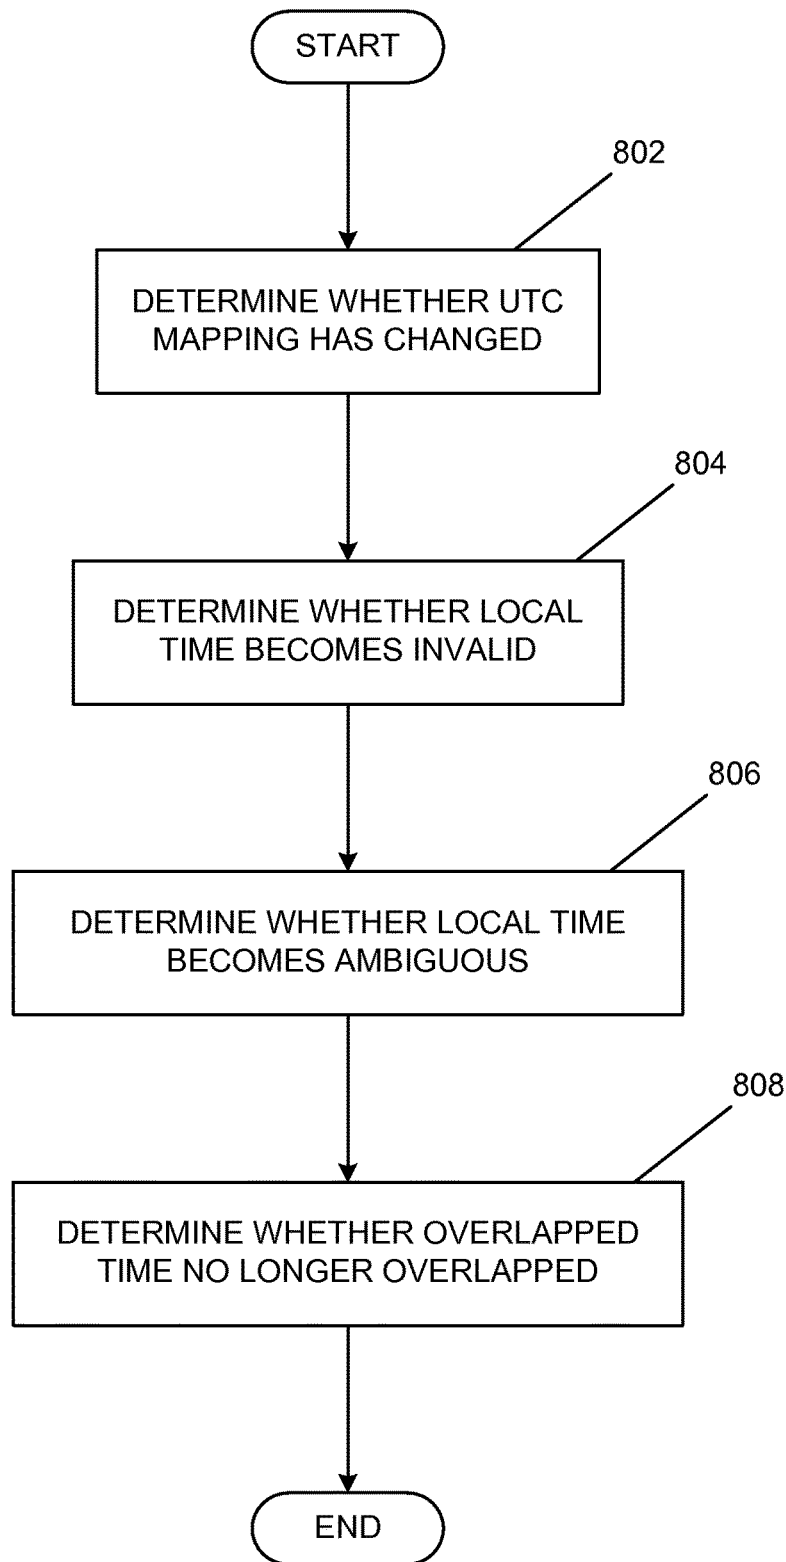 START
802
DETERMINE WHETHER UTC
MAPPING HAS CHANGED
804
DETERMINE WHETHER LOCAL
TIME BECOMES INVALID
806
DETERMINE WHETHER LOCAL TIME
BECOMES AMBIGUOUS
808
DETERMINE WHETHER OVERLAPPED
TIME NO LONGER OVERLAPPED
END